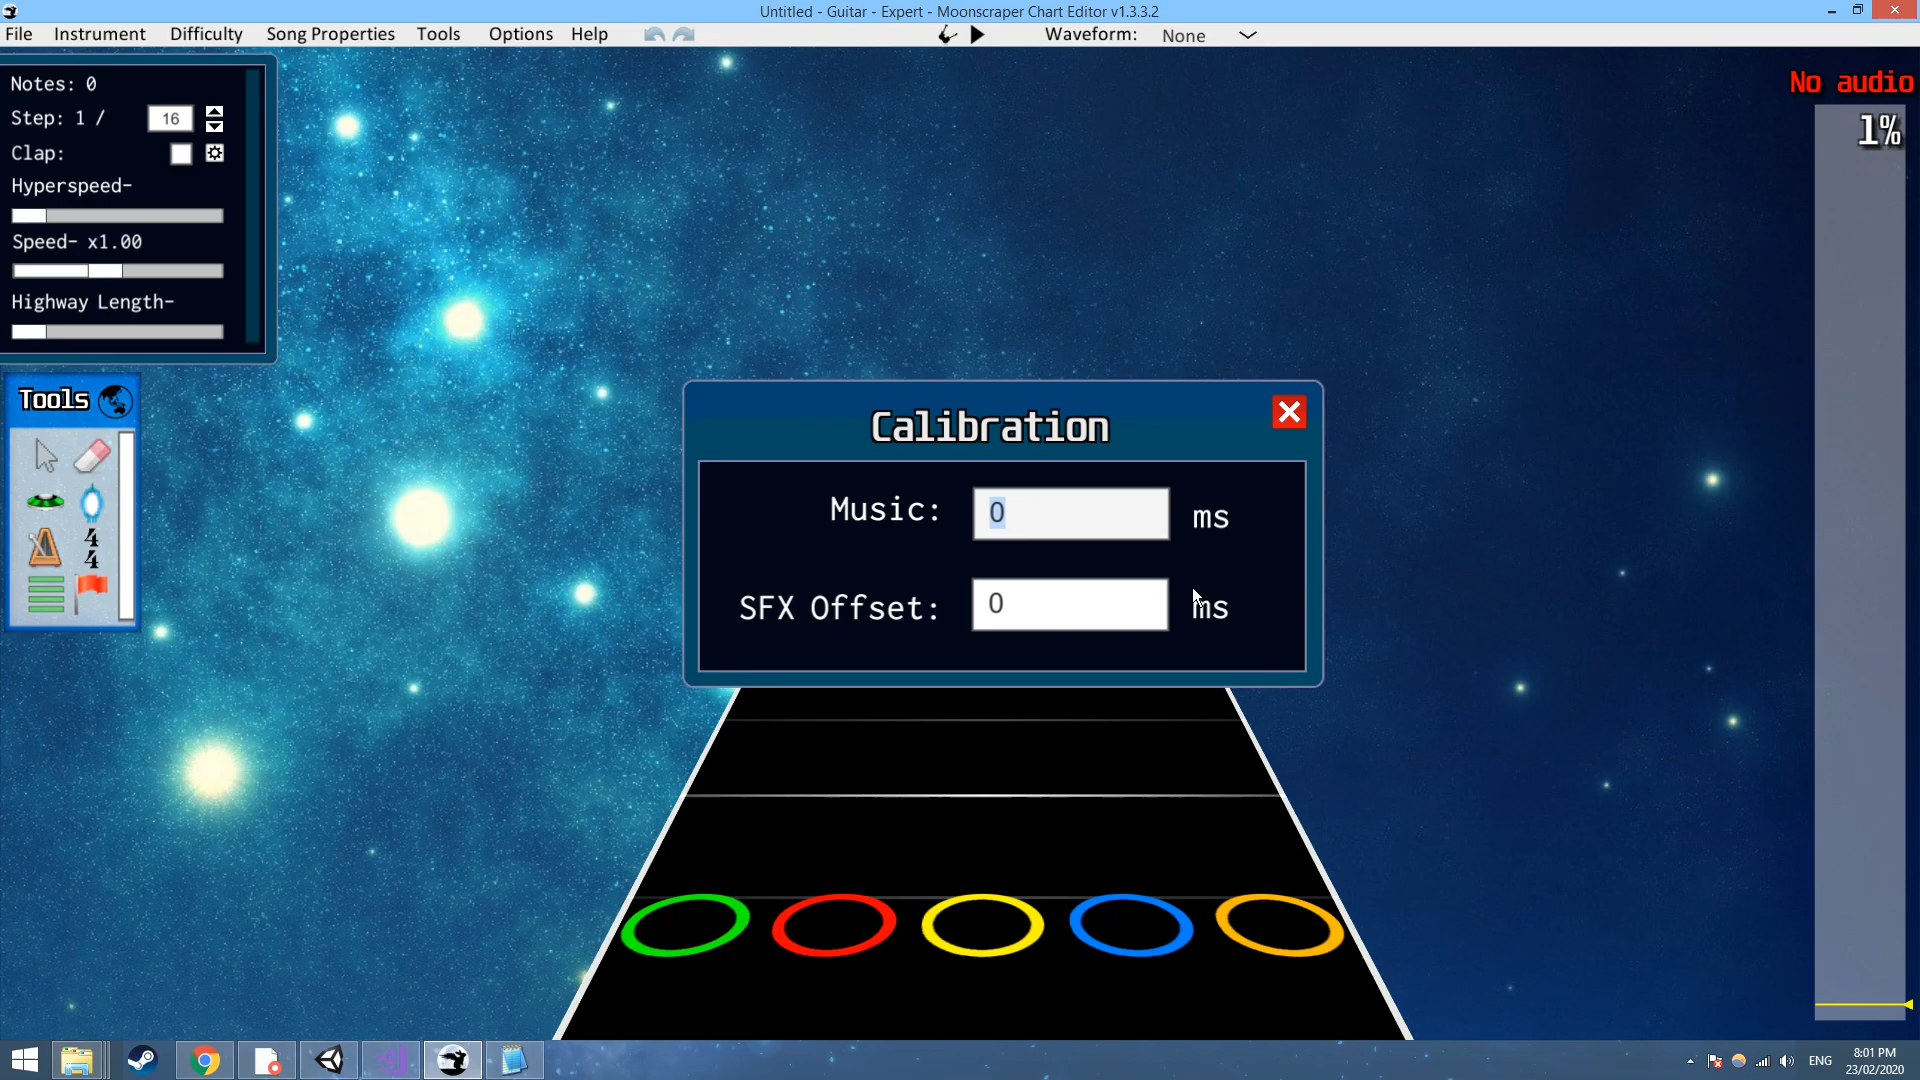 Untitled - Guitar - Expert - Moonscraper Chart Editor v1.3.3.2
File Instrument Difficulty Song Properties Tools Options Help Waveform: None
Notes: 0
Step: 1 / 16
Clap:
Hyperspeed-
Speed- x1.00
Highway Length-
No audio
1%
Tools
4
4
Calibration
Music: 0 ms
SFX Offset: 0 ms
ENG
8:01 PM
23/02/2020